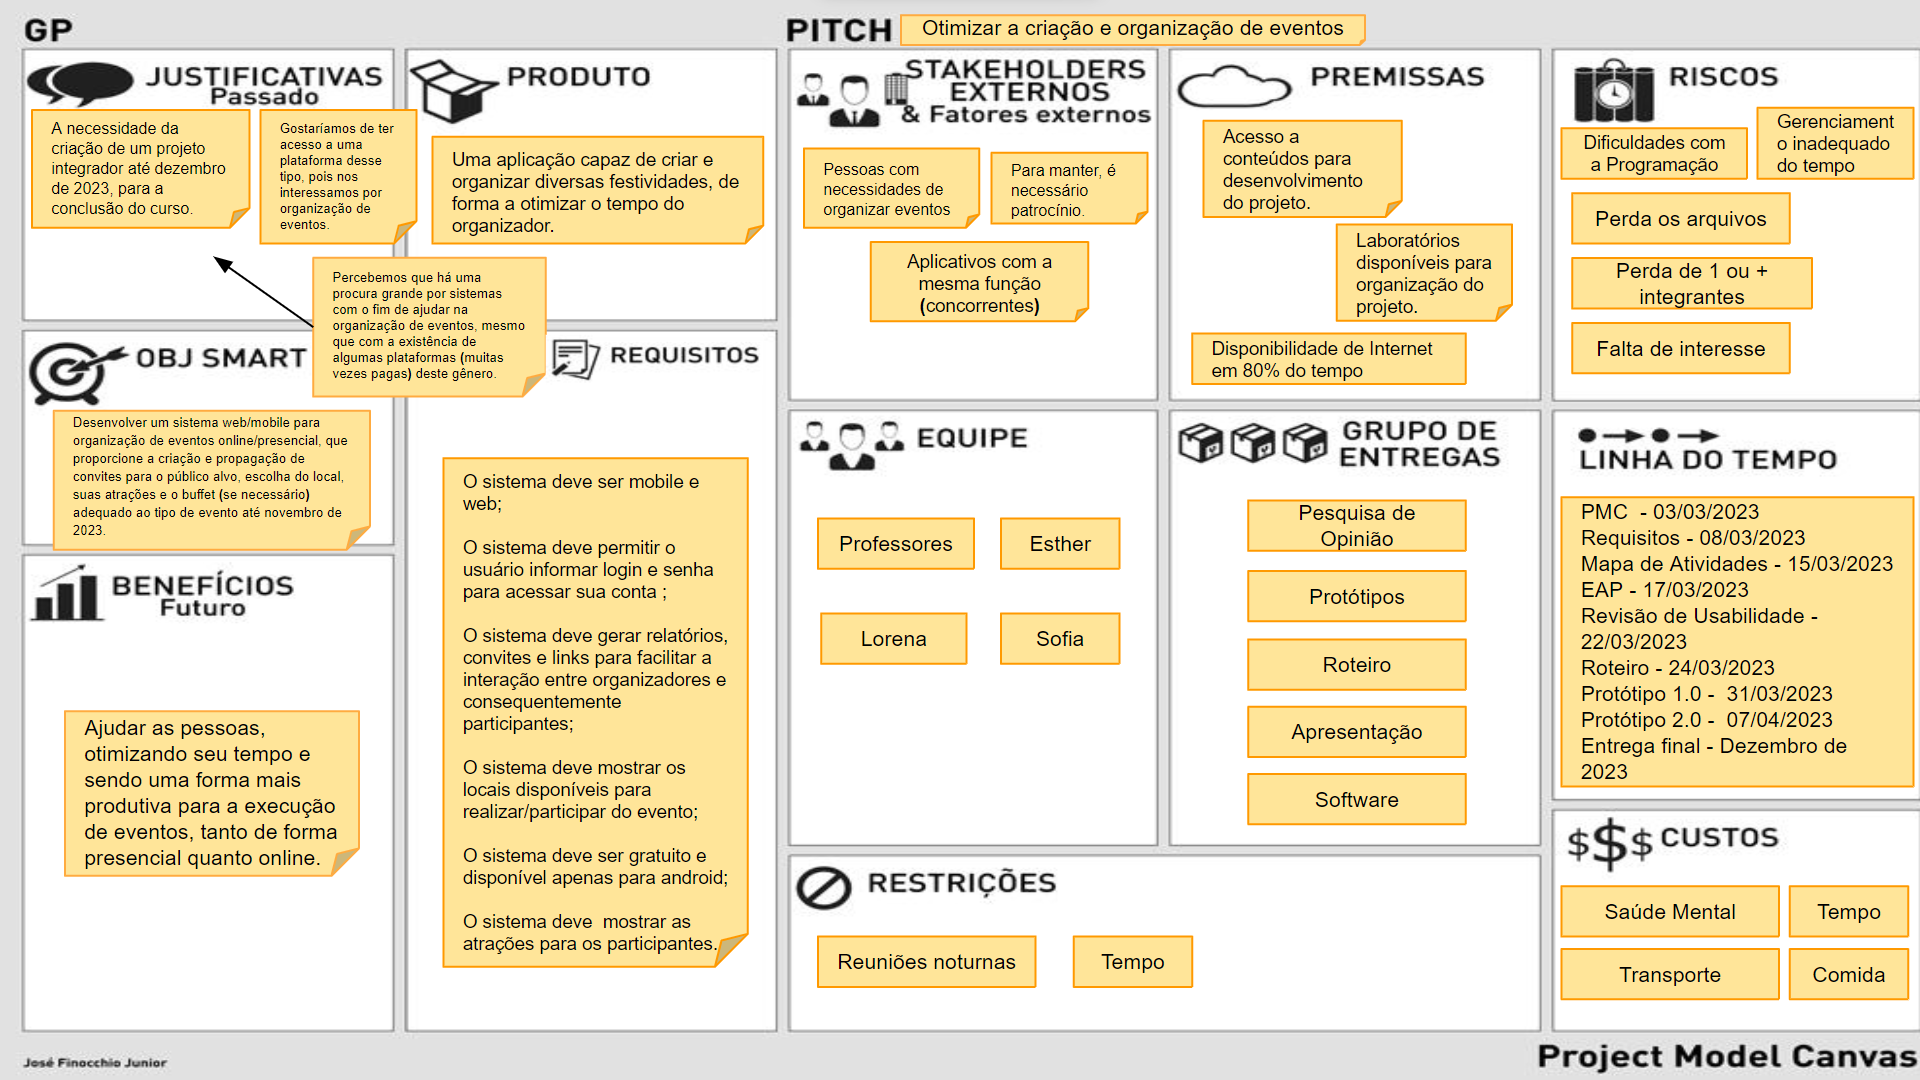 GP
JUSTIFICATIVAS
Passado
A necessidade da
criação de um projeto
integrador até dezembro
de 2023, para a
conclusão do curso.
Gostaríamos de ter
acesso a uma
plataforma desse
tipo, pois nos
interessamos por
organização de
eventos.
Percebemos que há uma
procura grande por sistemas
com o fim de ajudar na
organização de eventos, mesmo
que com a existência de
algumas plataformas (muitas
vezes pagas) deste gênero.
OBJ SMART
Desenvolver um sistema web/mobile para
organização de eventos online/presencial, que
proporcione a criação e propagação de
convites para o público alvo, escolha do local,
suas atrações e o buffet (se necessário)
adequado ao tipo de evento até novembro de
2023.
BENEFÍCIOS
Futuro
Ajudar as pessoas,
otimizando seu tempo e
sendo uma forma mais
produtiva para a execução
de eventos, tanto de forma
presencial quanto online.
PRODUTO
Uma aplicação capaz de criar e
organizar diversas festividades, de
forma a otimizar o tempo do
organizador.
REQUISITOS
O sistema deve ser mobile e
web;
O sistema deve permitir o
usuário informar login e senha
para acessar sua conta ;
O sistema deve gerar relatórios,
convites e links para facilitar a
interação entre organizadores e
consequentemente
participantes;
O sistema deve mostrar os
locais disponíveis para
realizar/participar do evento;
O sistema deve ser gratuito e
disponível apenas para android;
O sistema deve  mostrar as
atrações para os participantes.
PITCH
Otimizar a criação e organização de eventos
STAKEHOLDERS
EXTERNOS
& Fatores externos
Pessoas com
necessidades de
organizar eventos
Para manter, é
necessário
patrocínio.
Aplicativos com a
mesma função
(concorrentes)
EQUIPE
Professores
Esther
Lorena
Sofia
PREMISSAS
Acesso a
conteúdos para
desenvolvimento
do projeto.
Laboratórios
disponíveis para
organização do
projeto.
Disponibilidade de Internet
em 80% do tempo
GRUPO DE
ENTREGAS
Pesquisa de
Opinião
Protótipos
Roteiro
Apresentação
Software
RESTRIÇÕES
Reuniões noturnas
Tempo
RISCOS
Dificuldades com
a Programação
Gerenciament
o inadequado
do tempo
Perda os arquivos
Perda de 1 ou +
integrantes
Falta de interesse
LINHA DO TEMPO
PMC  - 03/03/2023
Requisitos - 08/03/2023
Mapa de Atividades - 15/03/2023
EAP - 17/03/2023
Revisão de Usabilidade -
22/03/2023
Roteiro - 24/03/2023
Protótipo 1.0 -  31/03/2023
Protótipo 2.0 -  07/04/2023
Entrega final - Dezembro de
2023
$$$ CUSTOS
Saúde Mental
Tempo
Transporte
Comida
José Finocchio Junior
Project Model Canvas